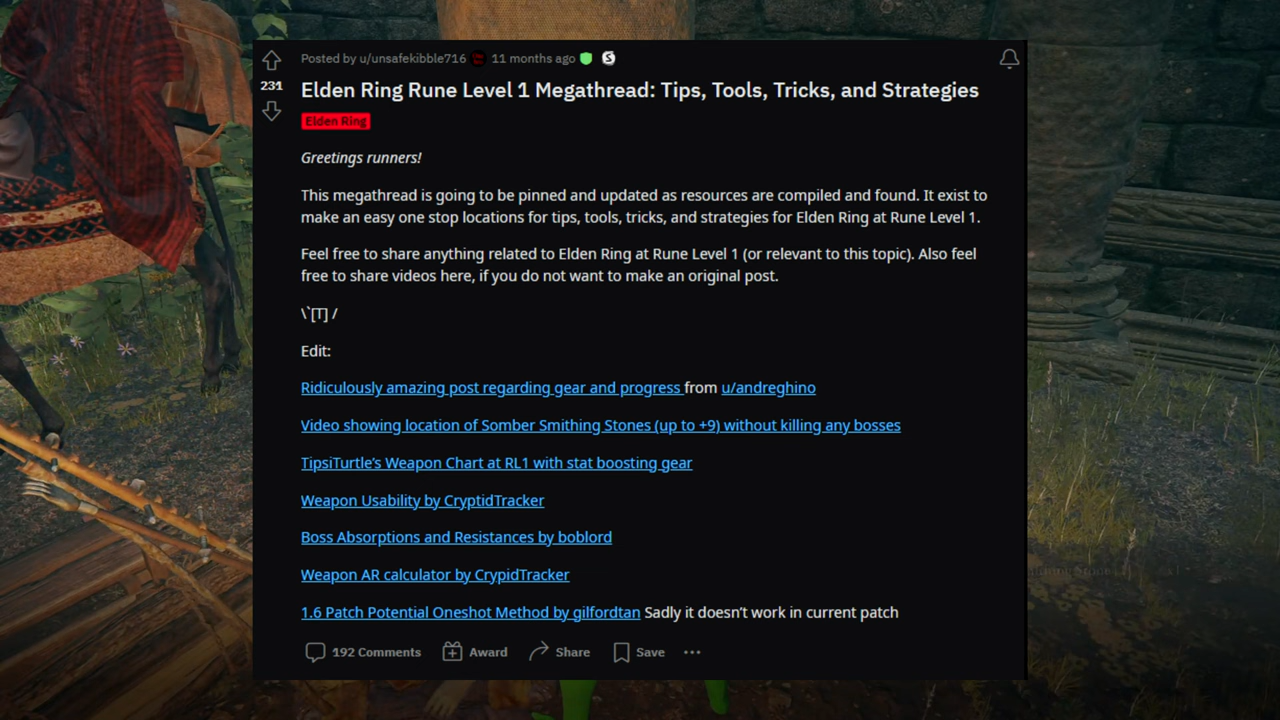 Posted by u/unsafekibble716 11 months ago
231
Elden Ring Rune Level 1 Megathread: Tips, Tools, Tricks, and Strategies
Elden Ring
Greetings runners!
This megathread is going to be pinned and updated as resources are compiled and found. It exist to
make an easy one stop locations for tips, tools, tricks, and strategies for Elden Ring at Rune Level 1.
Feel free to share anything related to Elden Ring at Rune Level 1 (or relevant to this topic). Also feel
free to share videos here, if you do not want to make an original post.
\`[T] /
Edit:
Ridiculously amazing post regarding gear and progress from u/andreghino
Video showing location of Somber Smithing Stones (up to +9) without killing any bosses
TipsiTurtle's Weapon Chart at RL1 with stat boosting gear
Weapon Usability by CryptidTracker
Boss Absorptions and Resistances by boblord
Weapon AR calculator by CrypidTracker
1.6 Patch Potential Oneshot Method by gilfordtan Sadly it doesn't work in current patch
192 Comments Award Share Save